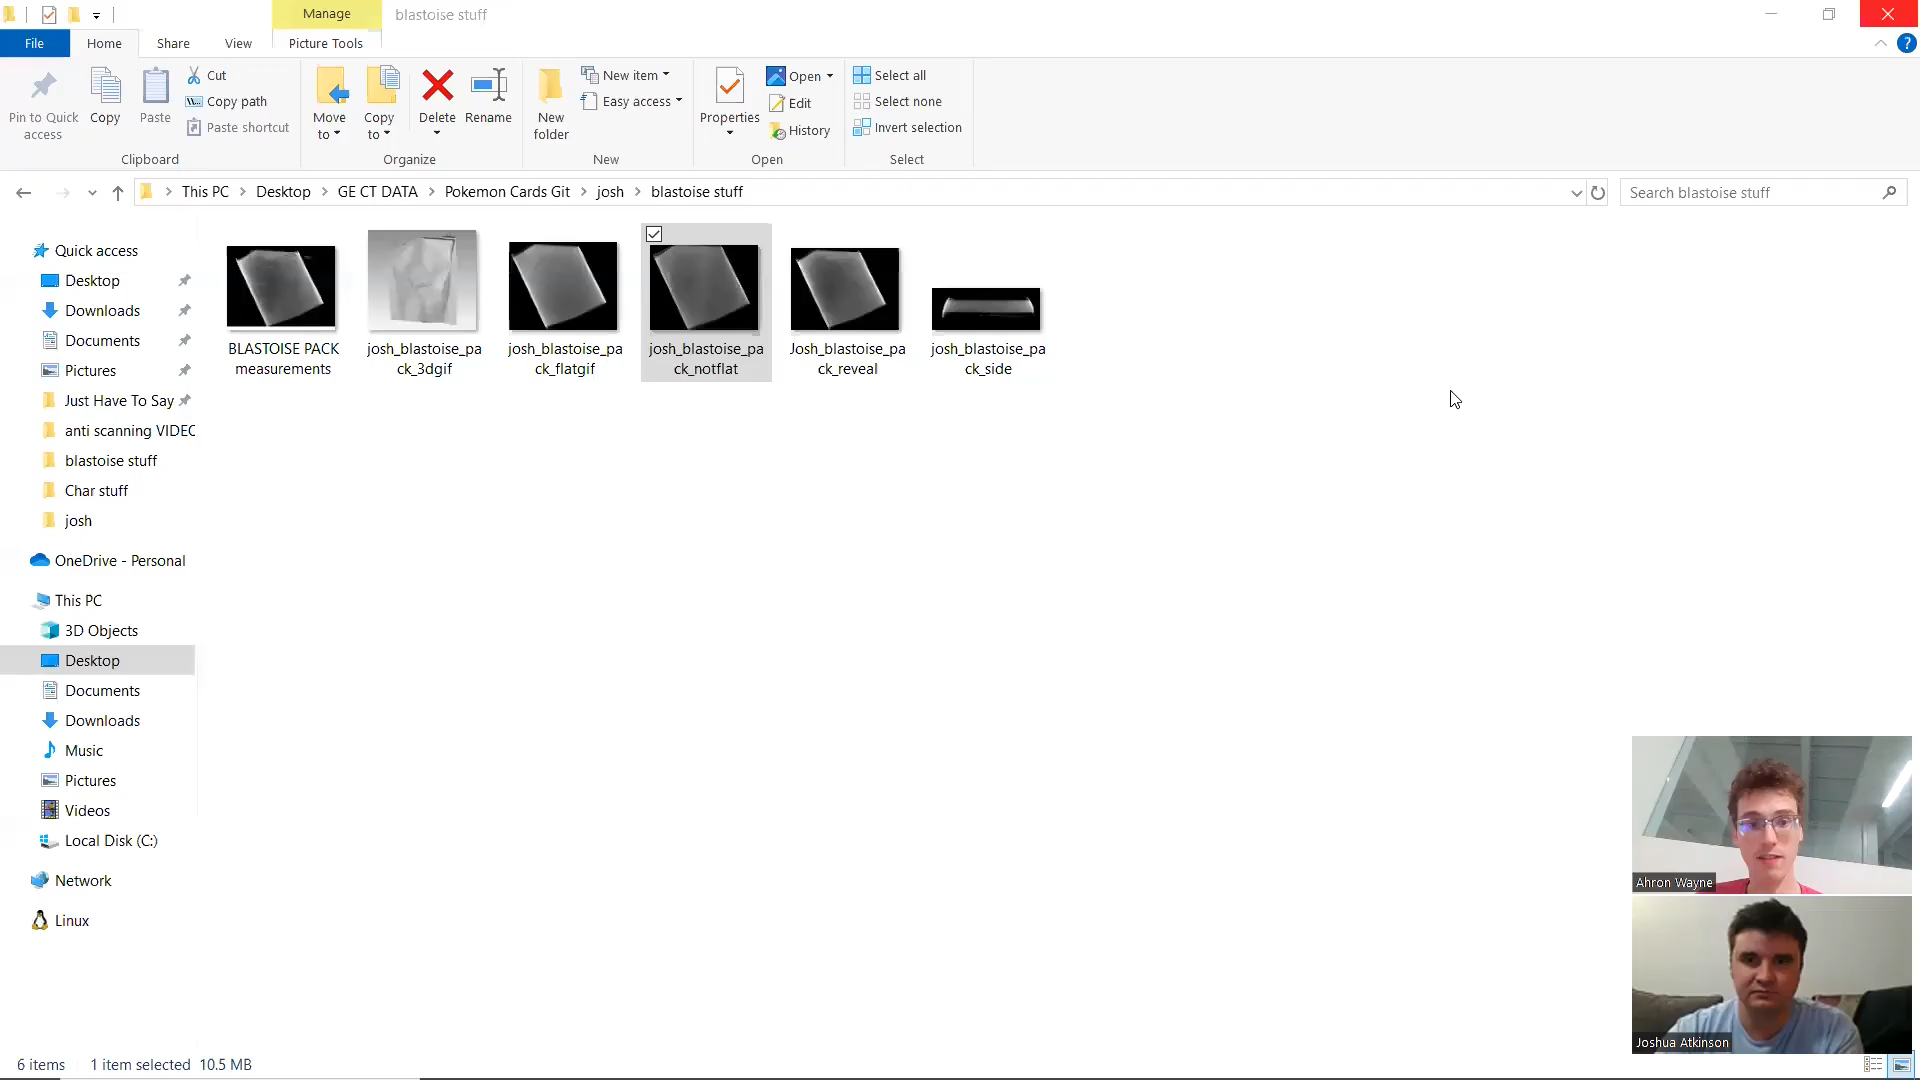 Manage
blastoise stuff
File
Home
Share
View
Picture Tools
Pin to Quick
access
Copy
Paste
Cut
Copy path
Paste shortcut
Clipboard
Move
to
Copy
to
Delete
Rename
Organize
New
folder
New item
Easy access
New
Properties
Open
Edit
History
Open
Select all
Select none
Invert selection
Select
This PC > Desktop > GE CT DATA > Pokemon Cards Git > josh > blastoise stuff
Search blastoise stuff
Quick access
Desktop
Downloads
Documents
Pictures
Just Have To Say
anti scanning VIDEC
blastoise stuff
Char stuff
josh
OneDrive - Personal
This PC
3D Objects
Desktop
Documents
Downloads
Music
Pictures
Videos
Local Disk (C:)
Network
Linux
BLASTOISE PACK
measurements
josh_blastoise_pa
ck_3dgif
josh_blastoise_pa
ck_flatgif
josh_blastoise_pa
ck_notflat
Josh_blastoise_pa
ck_reveal
josh_blastoise_pa
ck_side
Ahron Wayne
Joshua Atkinson
6 items 1 item selected 10.5 MB